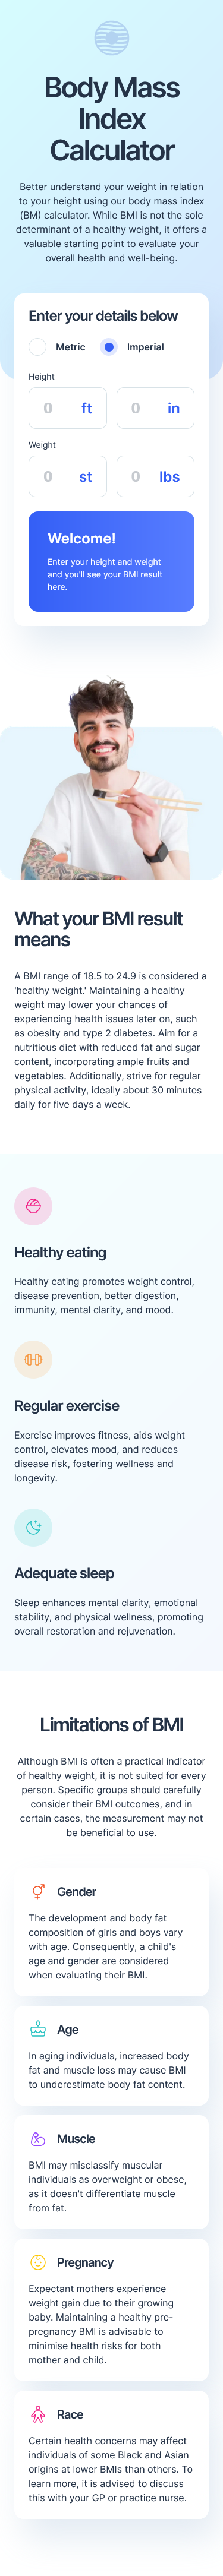 Body Mass
Index
Calculator
Better understand your weight in relation
to your height using our body mass index
(BM) calculator. While BMI is not the sole
determinant of a healthy weight, it offers a
valuable starting point to evaluate your
overall health and well-being.
Enter your details below
Metric Imperial
Height
0 ft 0 in
Weight
0 st 0 lbs
Welcome!
Enter your height and weight
and you'll see your BMI result
here.
What your BMI result
means
A BMI range of 18.5 to 24.9 is considered a
'healthy weight.' Maintaining a healthy
weight may lower your chances of
experiencing health issues later on, such
as obesity and type 2 diabetes. Aim for a
nutritious diet with reduced fat and sugar
content, incorporating ample fruits and
vegetables. Additionally, strive for regular
physical activity, ideally about 30 minutes
daily for five days a week.
Healthy eating
Healthy eating promotes weight control,
disease prevention, better digestion,
immunity, mental clarity, and mood.
Regular exercise
Exercise improves fitness, aids weight
control, elevates mood, and reduces
disease risk, fostering wellness and
longevity.
Adequate sleep
Sleep enhances mental clarity, emotional
stability, and physical wellness, promoting
overall restoration and rejuvenation.
Limitations of BMI
Although BMI is often a practical indicator
of healthy weight, it is not suited for every
person. Specific groups should carefully
consider their BMI outcomes, and in
certain cases, the measurement may not
be beneficial to use.
Gender
The development and body fat
composition of girls and boys vary
with age. Consequently, a child's
age and gender are considered
when evaluating their BMI.
Age
In aging individuals, increased body
fat and muscle loss may cause BMI
to underestimate body fat content.
Muscle
BMI may misclassify muscular
individuals as overweight or obese,
as it doesn't differentiate muscle
from fat.
Pregnancy
Expectant mothers experience
weight gain due to their growing
baby. Maintaining a healthy pre-
pregnancy BMI is advisable to
minimise health risks for both
mother and child.
Race
Certain health concerns may affect
individuals of some Black and Asian
origins at lower BMIs than others. To
learn more, it is advised to discuss
this with your GP or practice nurse.